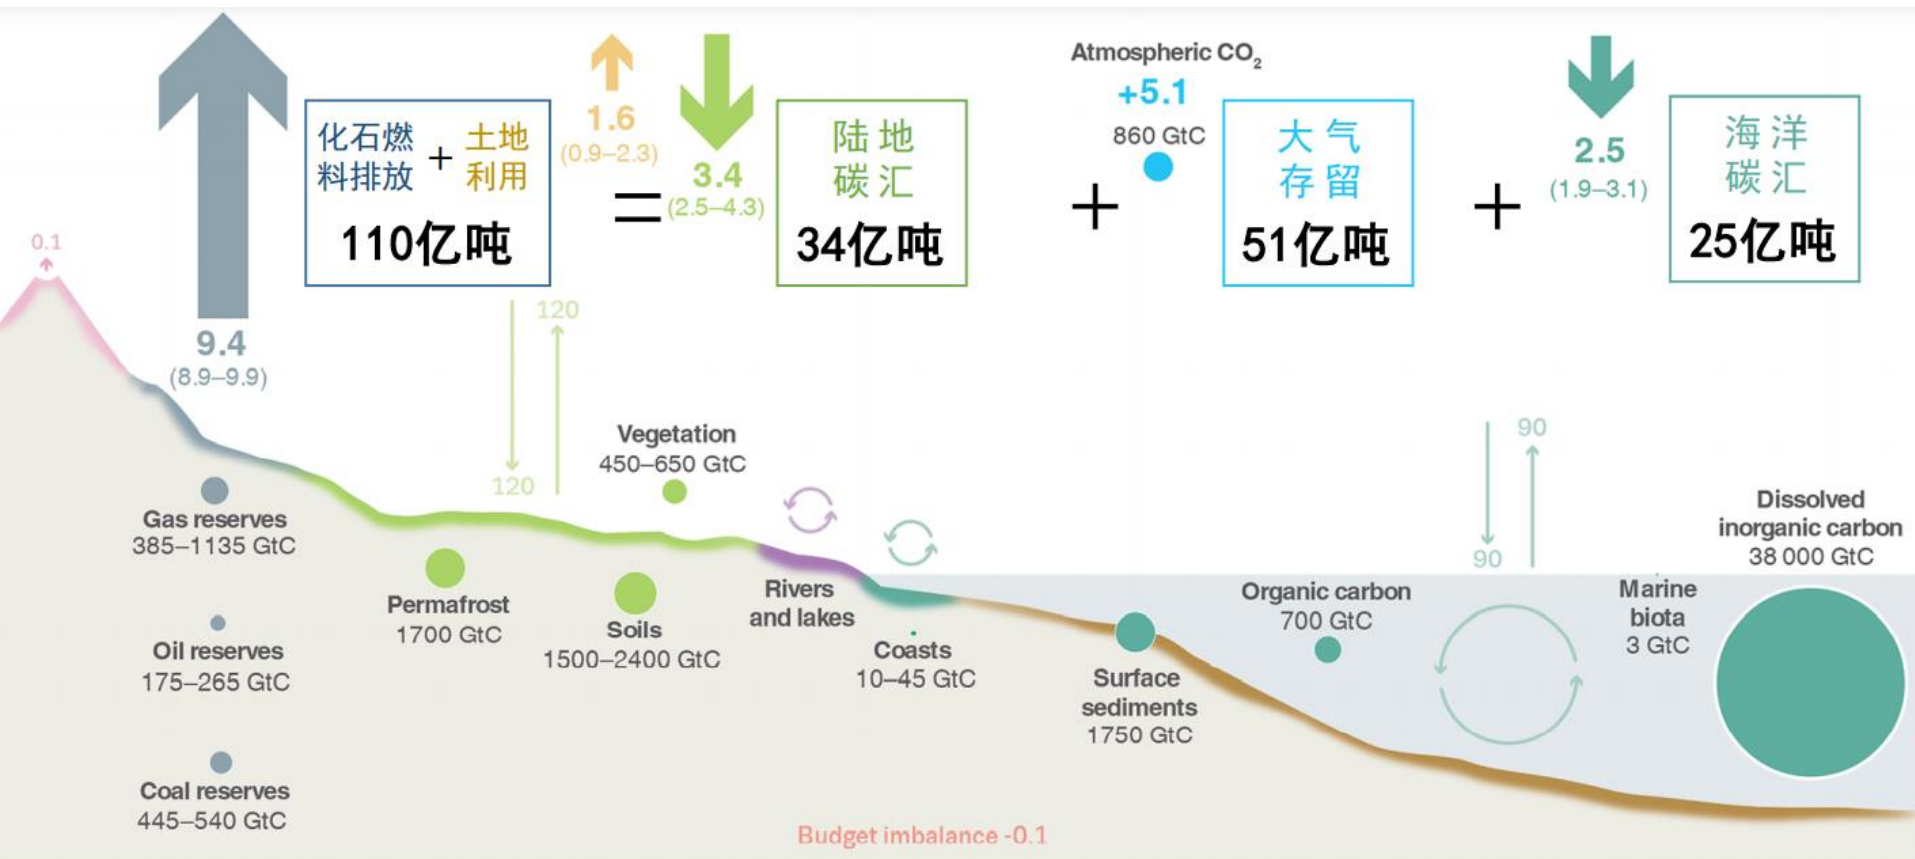 Atmospheric CO₂
+5.1
860 GtC
化石燃
料排放
+
土地
利用
110亿吨
1.6
(0.9–2.3)
=
3.4
(2.5–4.3)
陆地
碳汇
34亿吨
+
大气
存留
51亿吨
+
2.5
(1.9–3.1)
海洋
碳汇
25亿吨
0.1
9.4
(8.9–9.9)
120
120
Vegetation
450–650 GtC
90
90
Gas reserves
385–1135 GtC
Oil reserves
175–265 GtC
Coal reserves
445–540 GtC
Permafrost
1700 GtC
Soils
1500–2400 GtC
Rivers
and lakes
Coasts
10–45 GtC
Surface
sediments
1750 GtC
Organic carbon
700 GtC
Marine
biota
3 GtC
Dissolved
inorganic carbon
38 000 GtC
Budget imbalance -0.1